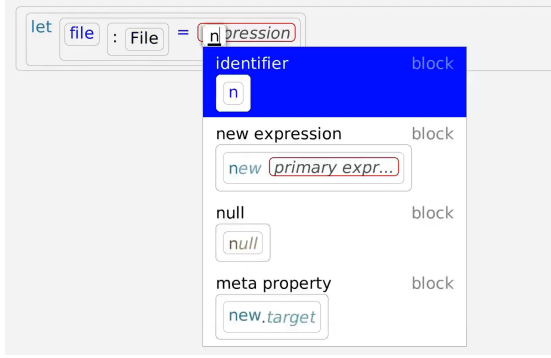 let file : File = n pression
identifier block
n
new expression block
new primary expr...
null block
null
meta property block
new.target